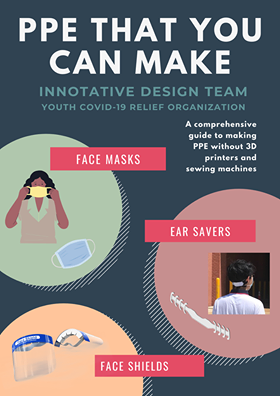 PPE THAT YOU
CAN MAKE
INNOTATIVE DESIGN TEAM
YOUTH COVID-19 RELIEF ORGANIZATION
A comprehensive
guide to making
PPE without 3D
printers and
sewing machines
FACE MASKS
EAR SAVERS
FACE SHIELDS